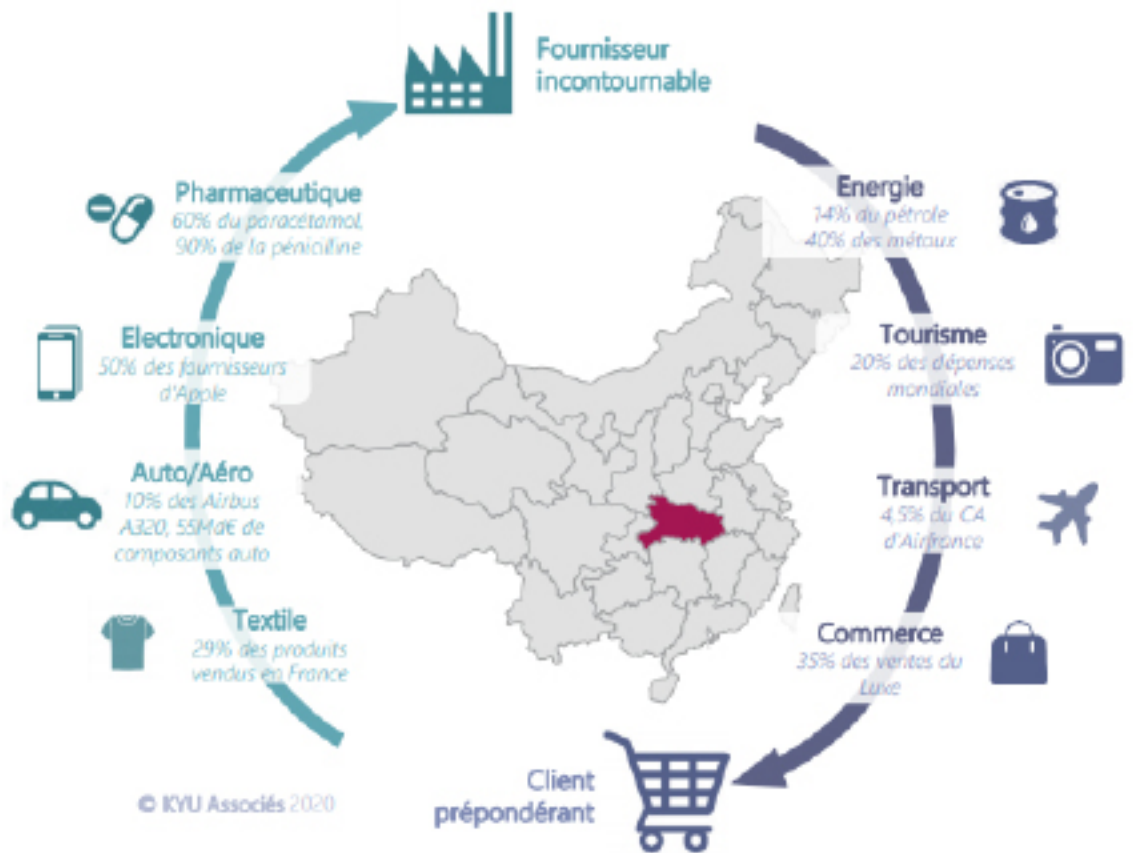 Fournisseur
incontournable
Pharmaceutique
60% du paracétamol,
90% de la pénicilline
Electronique
50% des fournisseurs
d'Apple
Auto/Aéro
10% des Airbus
A320, 55Md€ de
composants auto
Textile
29% des produits
vendus en France
Energie
14% du pétrole
40% des métaux
Tourisme
20% des dépenses
mondiales
Transport
4,5% du CA
d'Airfrance
Commerce
35% des ventes du
Luxe
Client
prépondérant
© KYU Associés 2020